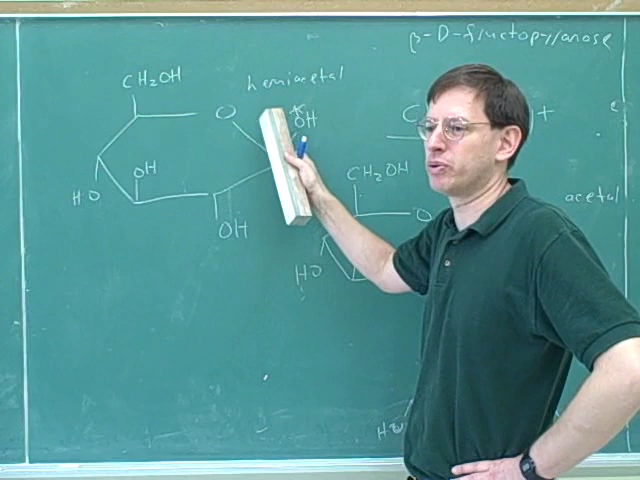 β-D-fructopyranose
hemiacetal
CH₂OH
O
*
OH
C
+
OH
HO
OH
CH₂OH
O
acetal
HO
H